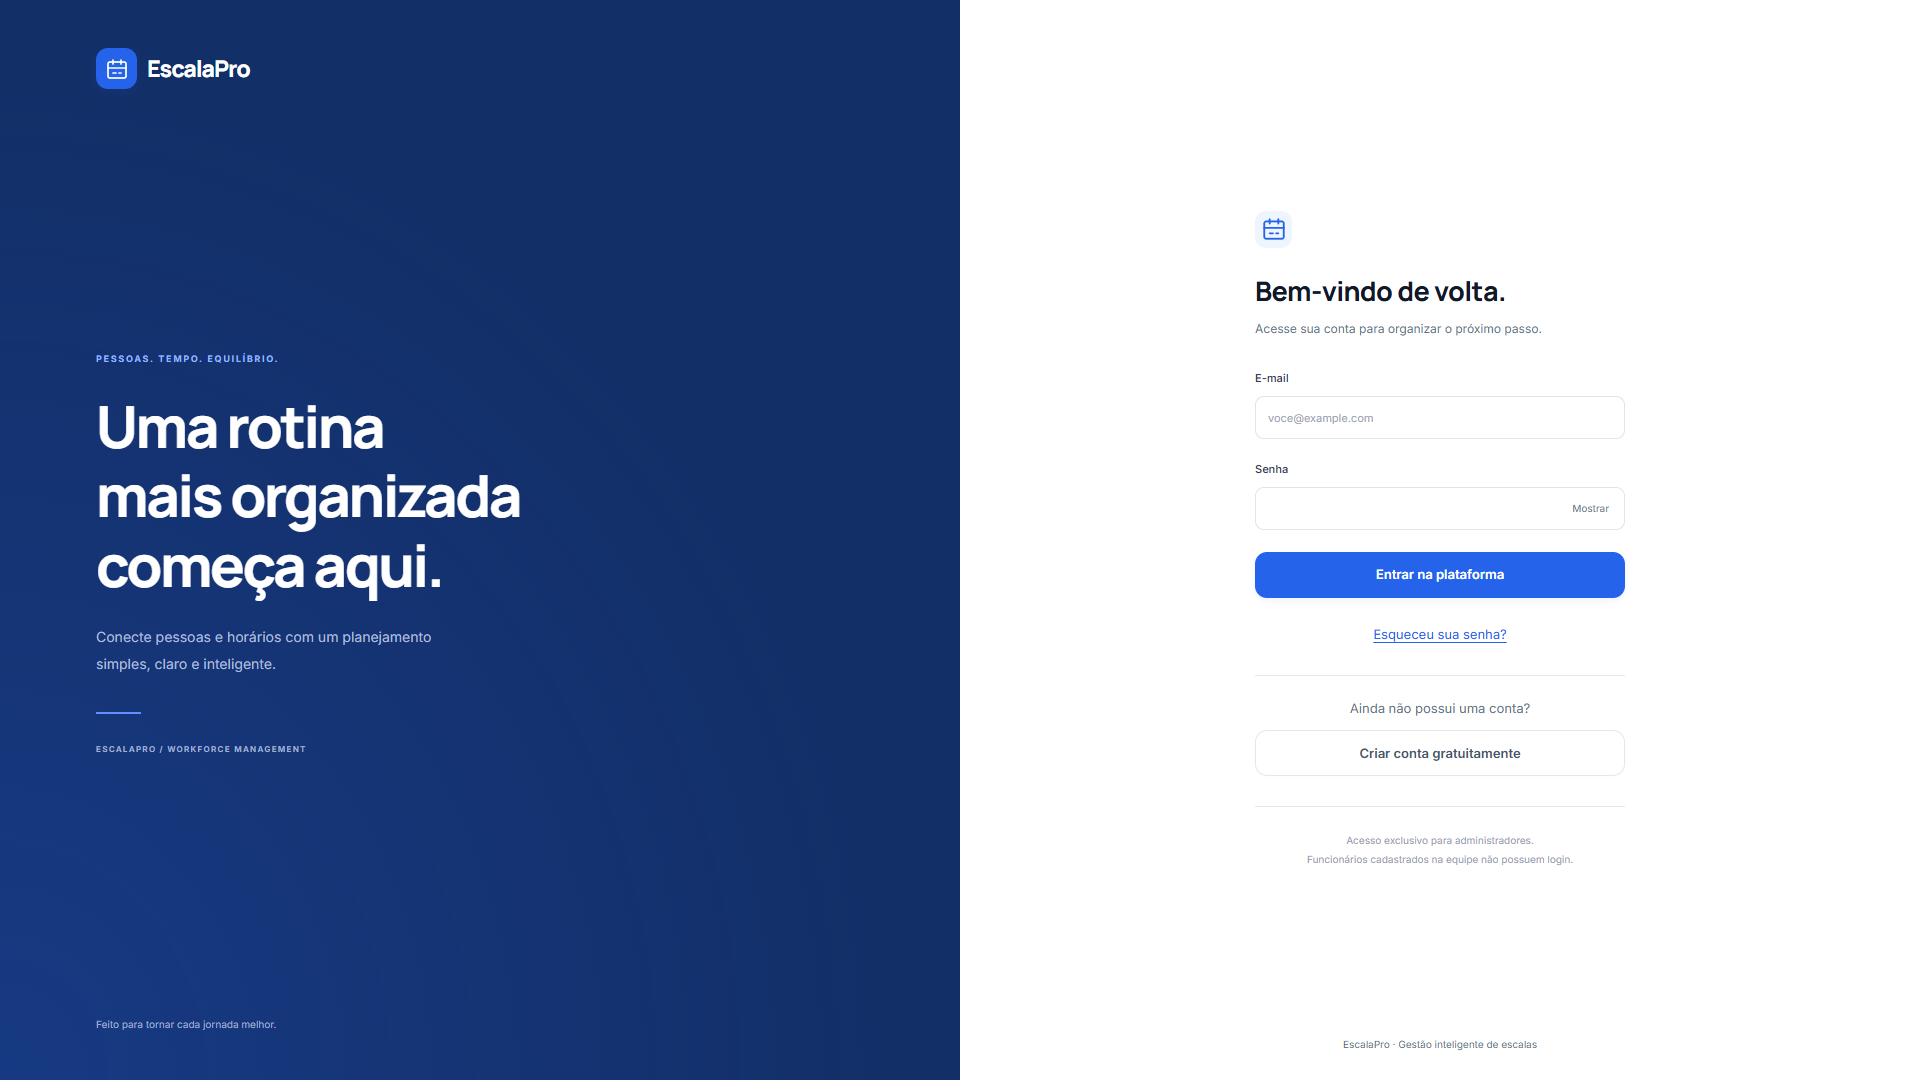 EscalaPro
PESSOAS. TEMPO. EQUILÍBRIO.
Uma rotina
mais organizada
começa aqui.
Conecte pessoas e horários com um planejamento
simples, claro e inteligente.
ESCALAPRO / WORKFORCE MANAGEMENT
Feito para tornar cada jornada melhor.
Bem-vindo de volta.
Acesse sua conta para organizar o próximo passo.
E-mail
voce@example.com
Senha
Mostrar
Entrar na plataforma
Esqueceu sua senha?
Ainda não possui uma conta?
Criar conta gratuitamente
Acesso exclusivo para administradores.
Funcionários cadastrados na equipe não possuem login.
EscalaPro · Gestão inteligente de escalas